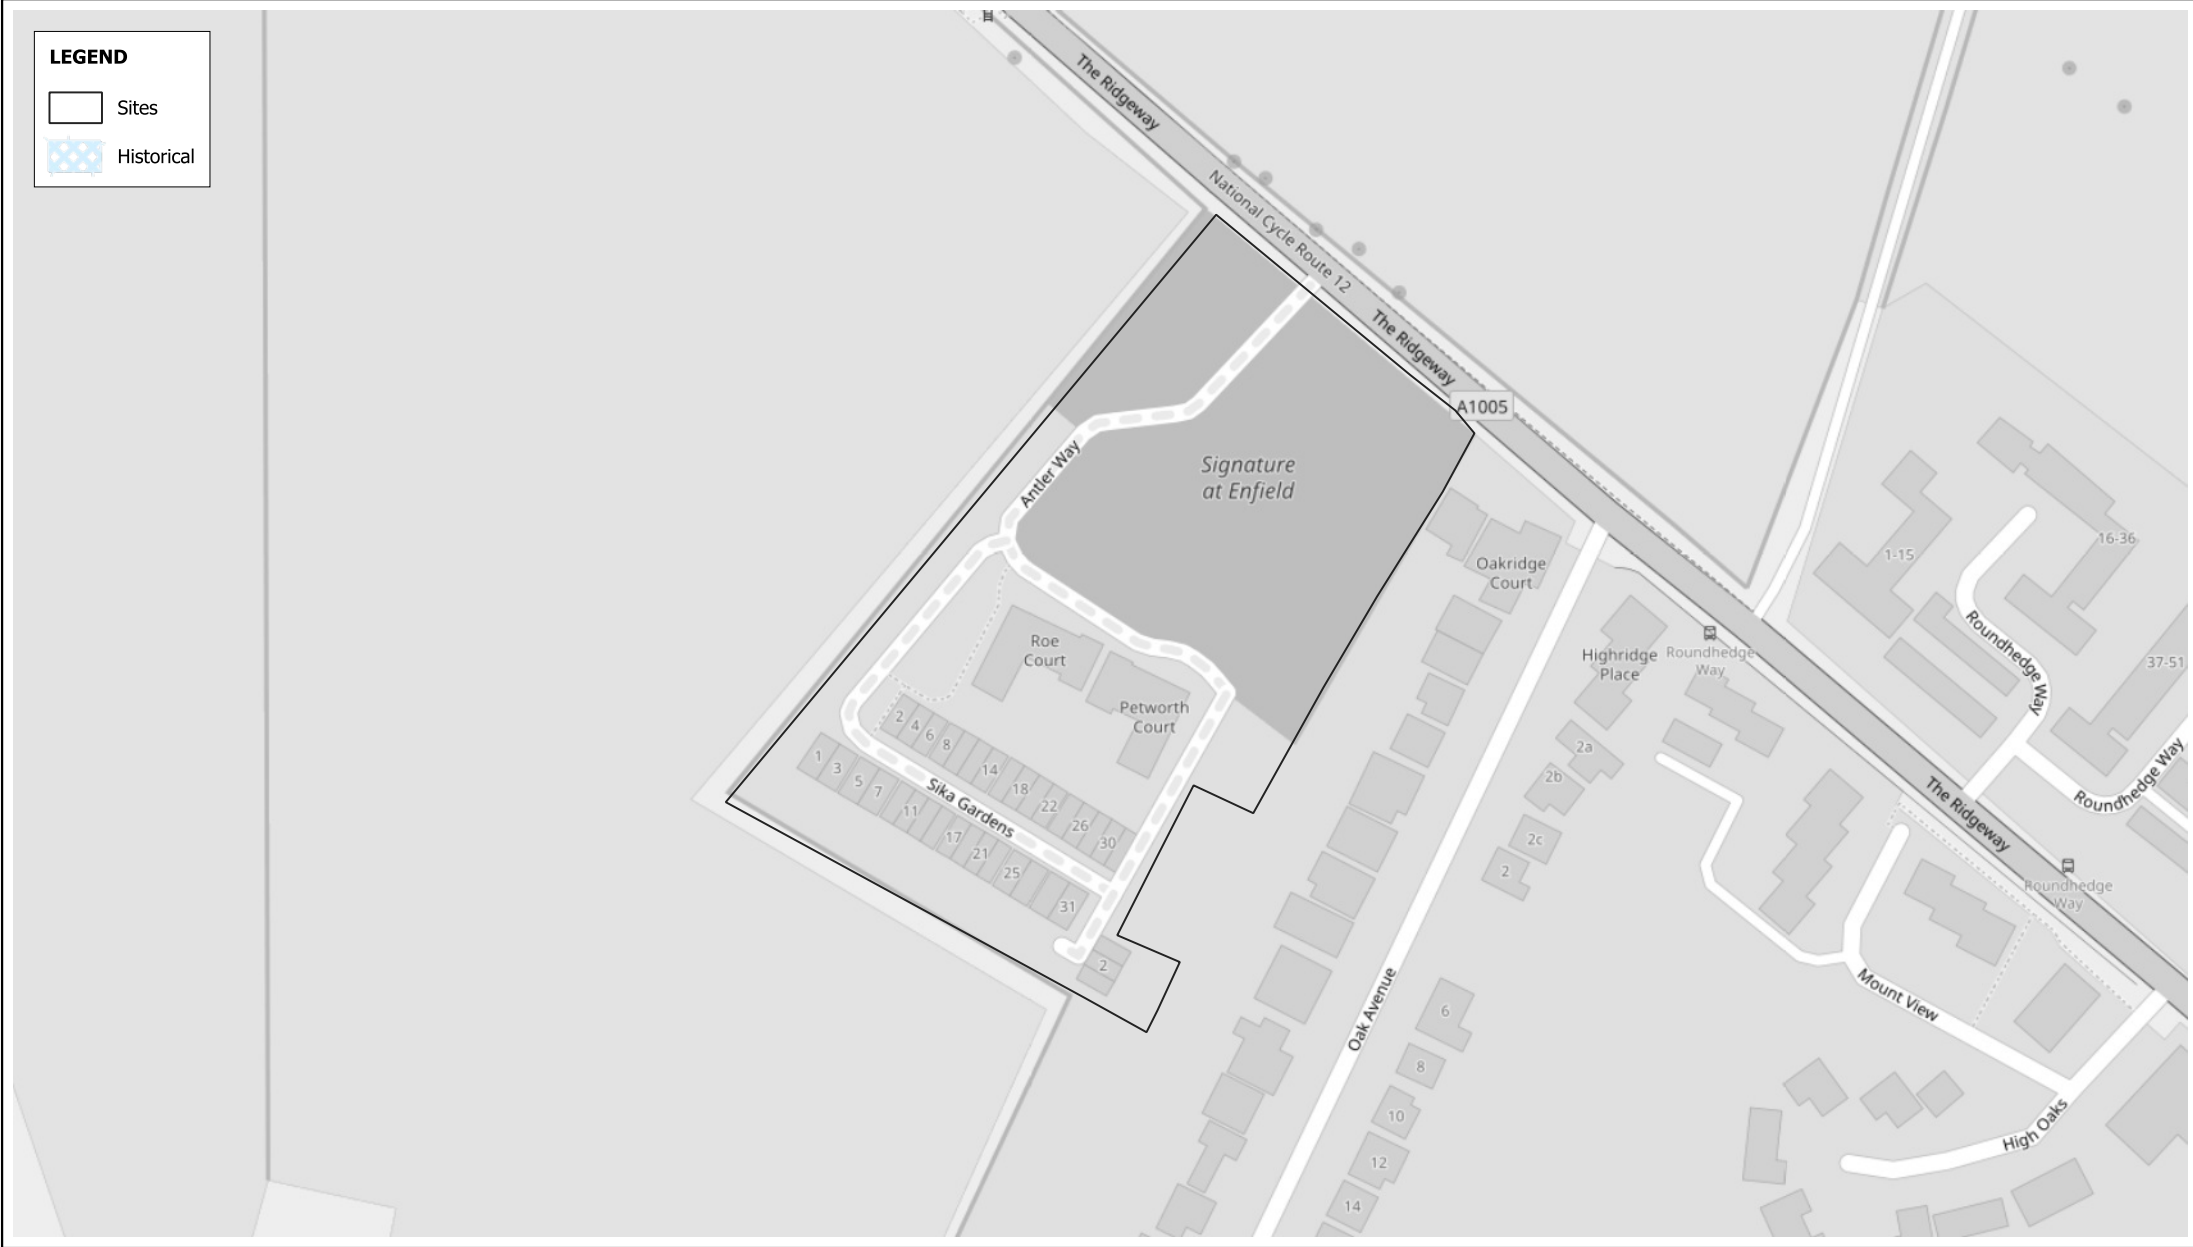 LEGEND
Sites
Historical
The Ridgeway
National Cycle Route 12
The Ridgeway
A1005
Signature
at Enfield
Antler Way
Oakridge
Court
1-15
16-36
Roundhedge Way
37-51
Highridge
Place
Roundhedge
Way
Roe
Court
Petworth
Court
2
4
6
8
14
18
22
26
30
1
3
5
7
11
17
21
25
31
Sika Gardens
2
2a
2b
2c
2
Roundhedge Way
The Ridgeway
Roundhedge
Way
Oak Avenue
6
8
10
12
14
Mount View
High Oaks